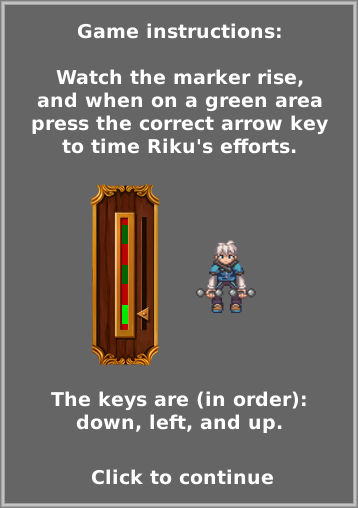 Game instructions:
Watch the marker rise,
and when on a green area
press the correct arrow key
to time Riku's efforts.
The keys are (in order):
down, left, and up.
Click to continue